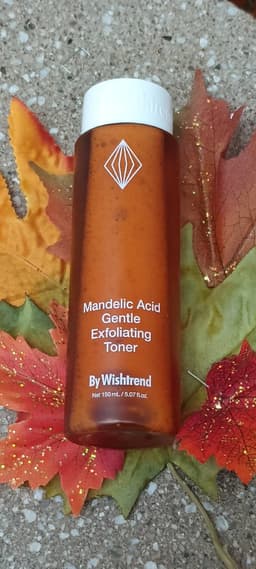 Mandelic Acid
Gentle
Exfoliating
Toner
By Wishtrend
Net 150 mL / 5.07 fl.oz.